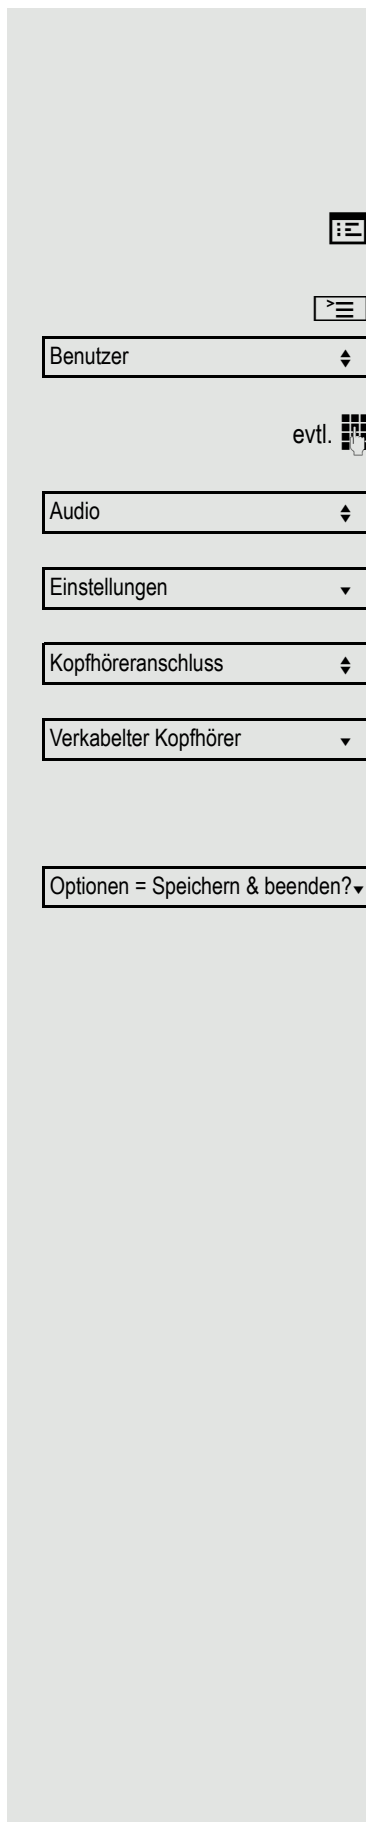 Benutzer
evtl.
Audio
Einstellungen
Kopfhöreranschluss
Verkabelter Kopfhörer
Optionen = Speichern & beenden?